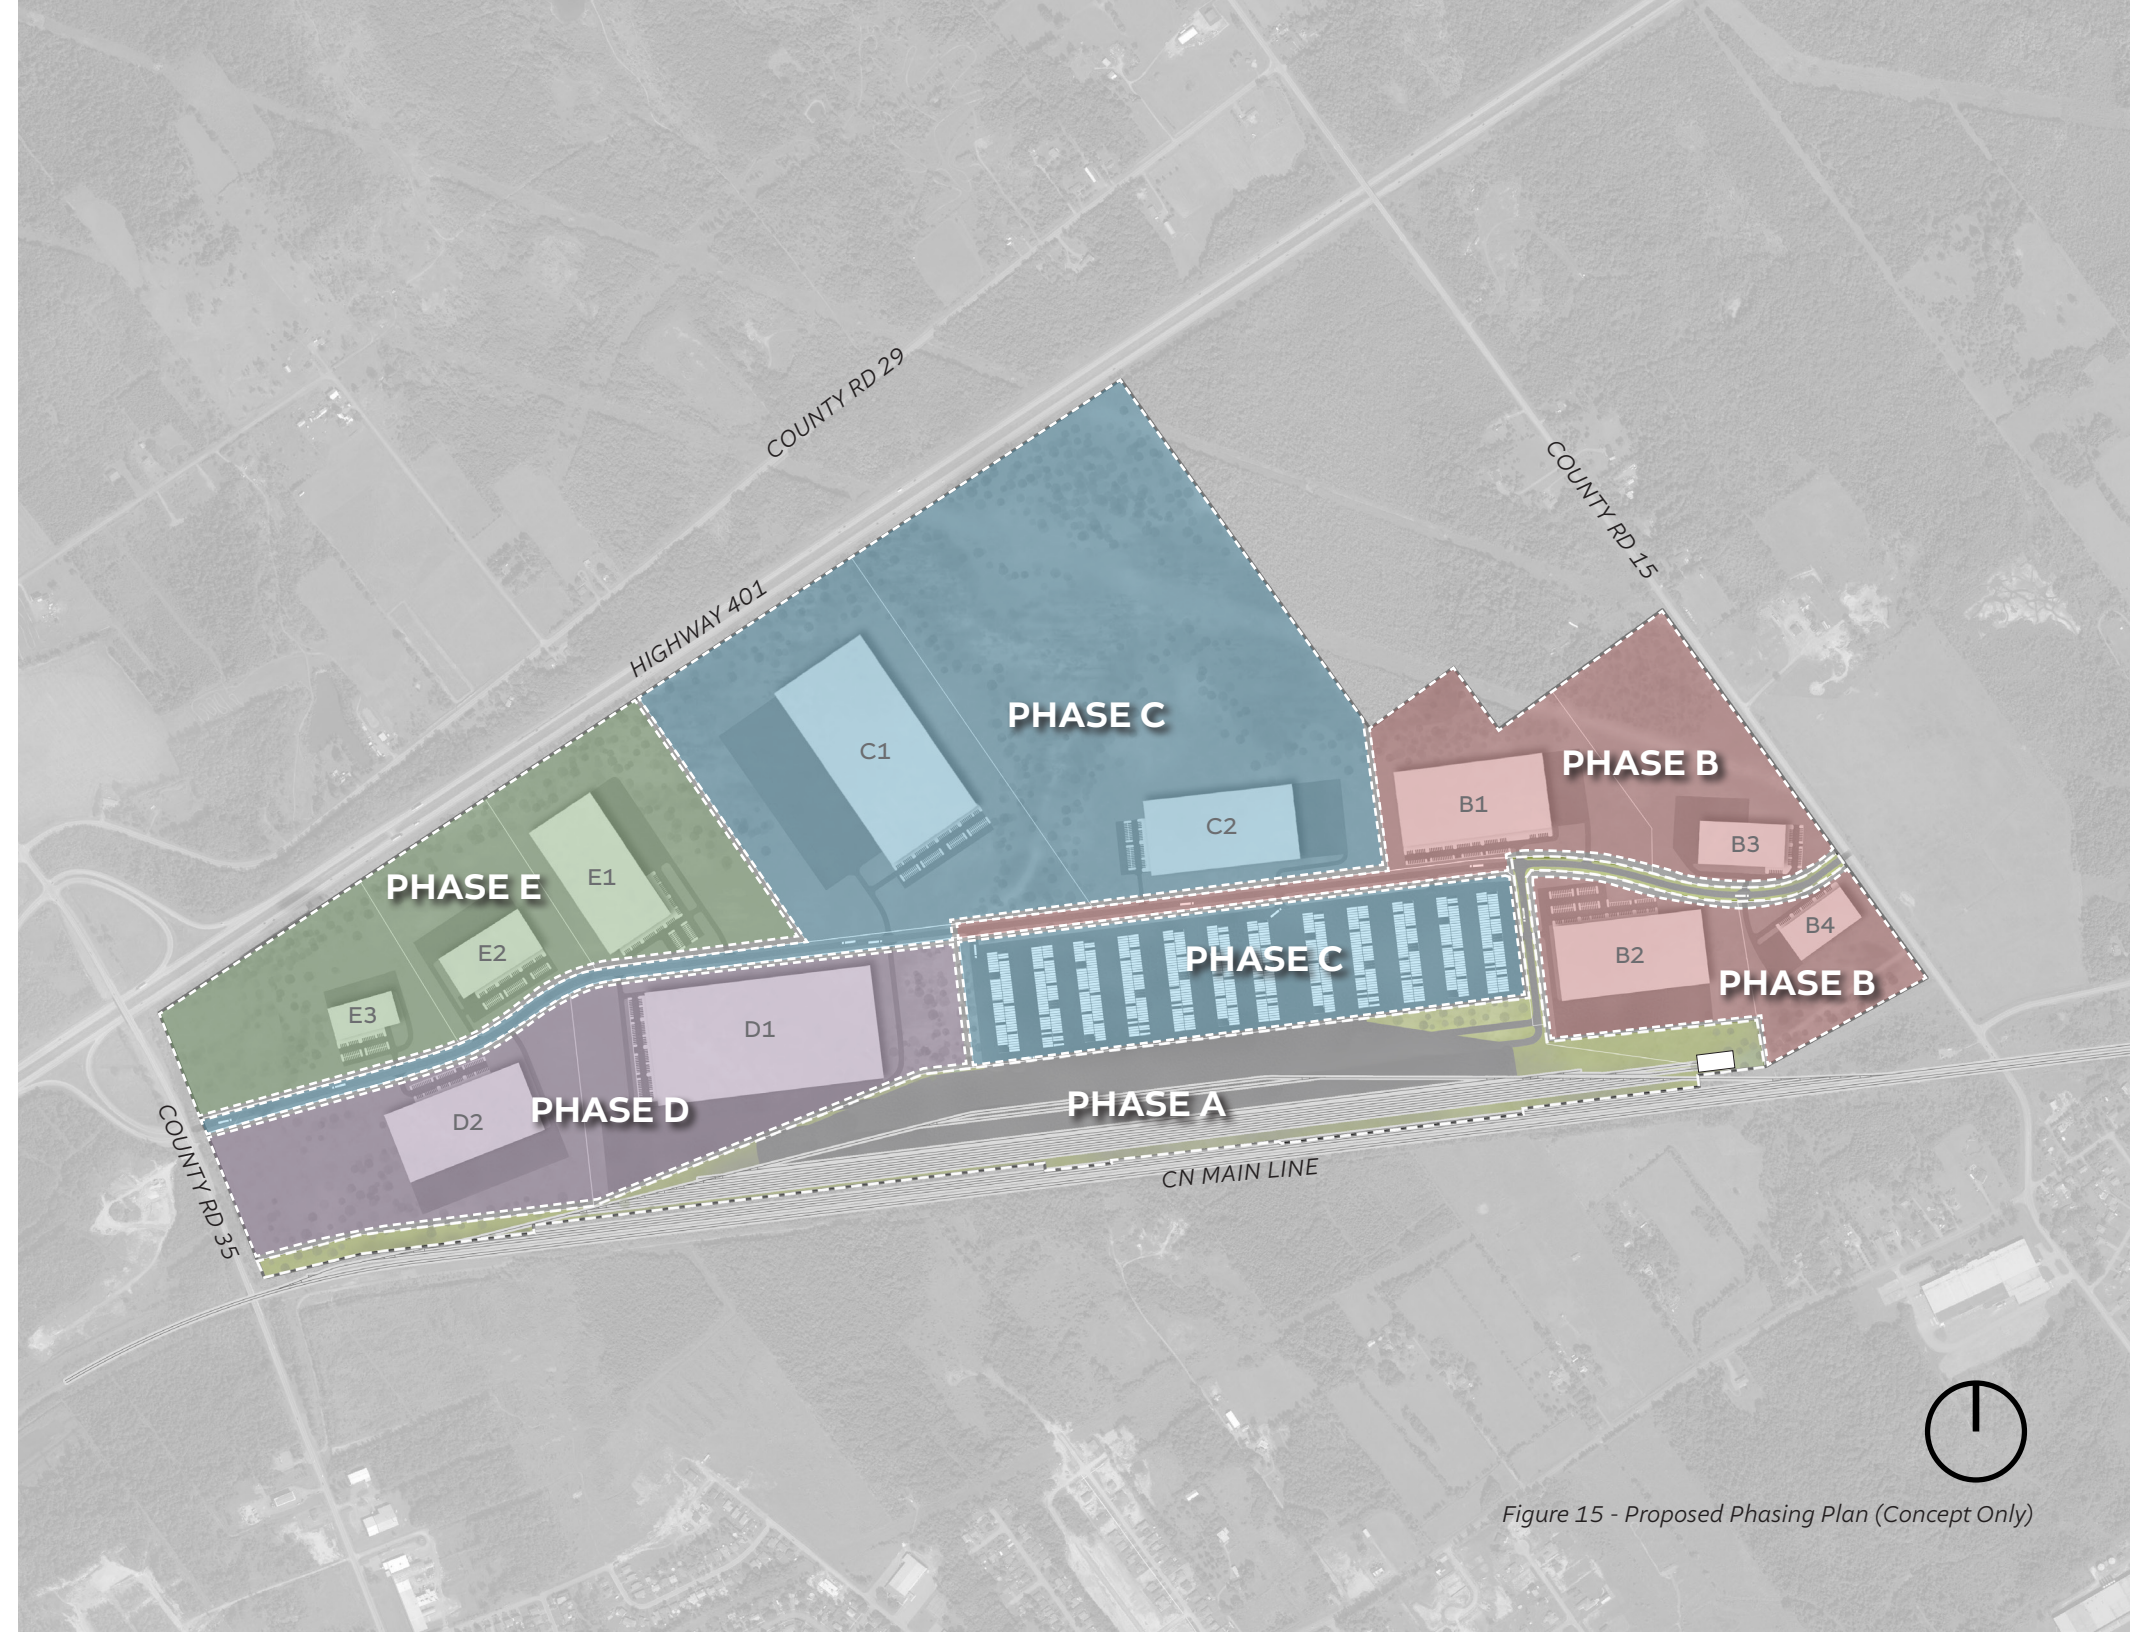 COUNTY RD 29
COUNTY RD 15
HIGHWAY 401
PHASE C
C1
PHASE B
B1
C2
B3
E1
PHASE E
B4
E2
B2
PHASE C
PHASE B
E3
D1
PHASE A
PHASE D
D2
CN MAIN LINE
COUNTY RD 35
Figure 15 - Proposed Phasing Plan (Concept Only)